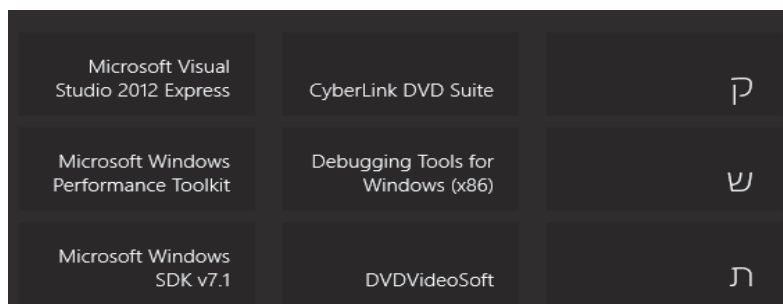 ק
ש
ת
CyberLink DVD Suite
Debugging Tools for
Windows (x86)
DVDVideoSoft
Microsoft Visual
Studio 2012 Express
Microsoft Windows
Performance Toolkit
Microsoft Windows
SDK v7.1